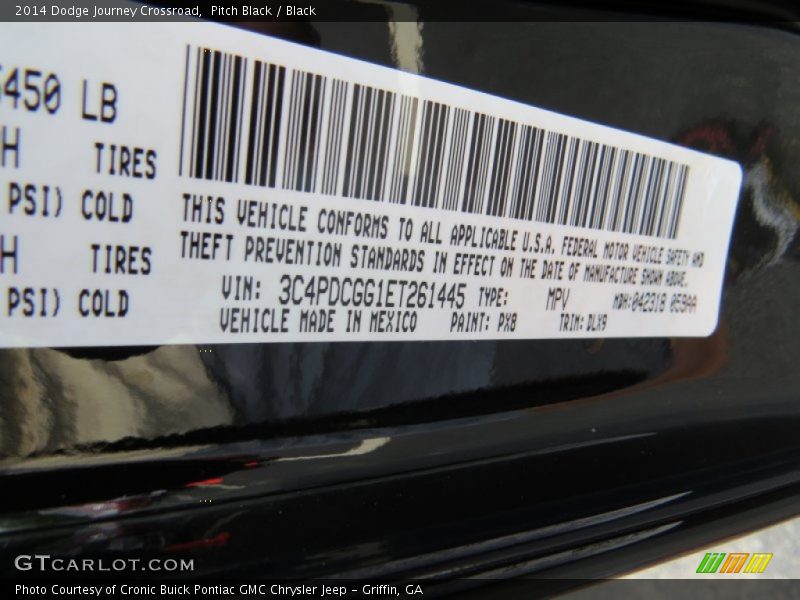 2014 Dodge Journey Crossroad, Pitch Black / Black
450 LB
H TIRES
PSI) COLD
H TIRES
PSI) COLD
THIS VEHICLE CONFORMS TO ALL APPLICABLE U.S.A. FEDERAL MOTOR VEHICLE SAFETY AND
THEFT PREVENTION STANDARDS IN EFFECT ON THE DATE OF MANUFACTURE SHOWN ABOVE.
VIN: 3C4PDCGG1ET261445 TYPE: MPV MDH:042318 059AA
VEHICLE MADE IN MEXICO PAINT: PX8 TRIM: DLX9
GTCARLOT.COM
Photo Courtesy of Cronic Buick Pontiac GMC Chrysler Jeep - Griffin, GA